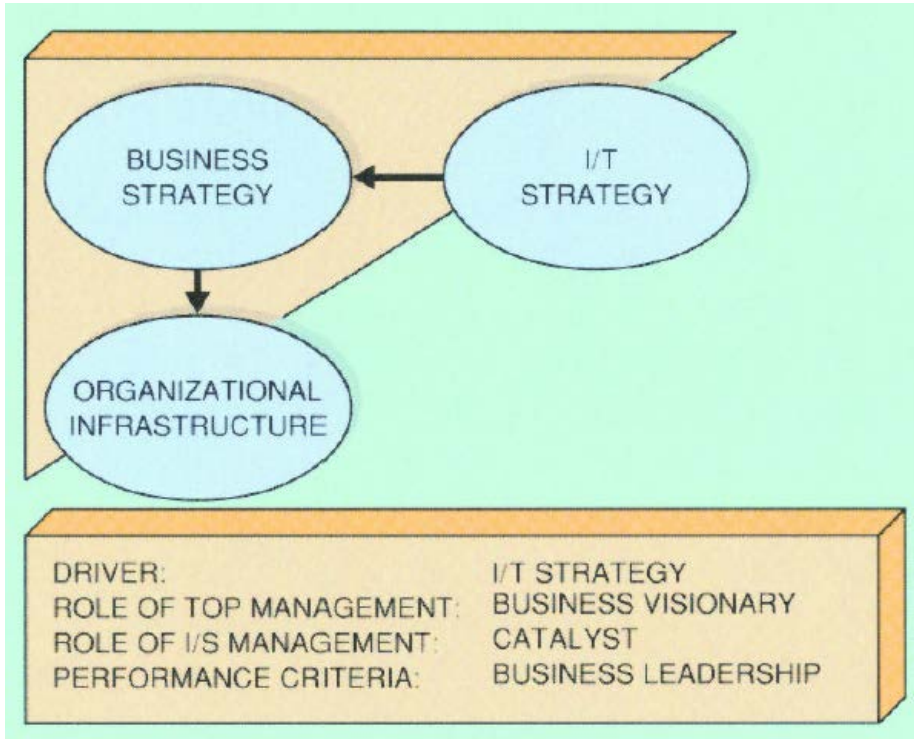 BUSINESS
STRATEGY
I/T
STRATEGY
ORGANIZATIONAL
INFRASTRUCTURE
DRIVER: I/T STRATEGY
ROLE OF TOP MANAGEMENT: BUSINESS VISIONARY
ROLE OF I/S MANAGEMENT: CATALYST
PERFORMANCE CRITERIA: BUSINESS LEADERSHIP